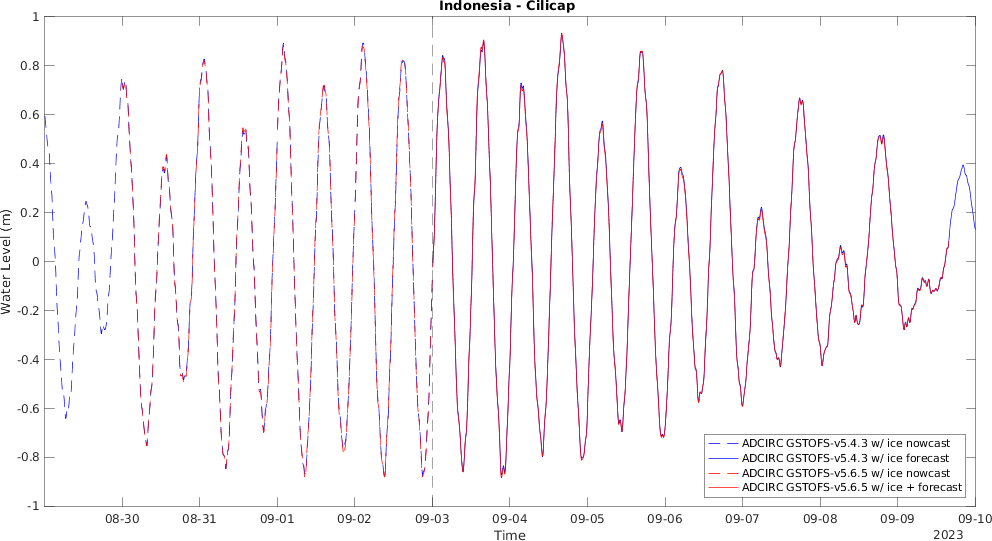 Indonesia - Cilicap
Water Level (m)
1
0.8
0.6
0.4
0.2
0
-0.2
-0.4
-0.6
-0.8
-1
ADCIRC GSTOFS-v5.4.3 w/ ice nowcast
ADCIRC GSTOFS-v5.4.3 w/ ice forecast
ADCIRC GSTOFS-v5.6.5 w/ ice nowcast
ADCIRC GSTOFS-v5.6.5 w/ ice + forecast
08-30 08-31 09-01 09-02 09-03 09-04 09-05 09-06 09-07 09-08 09-09 09-10
Time
2023